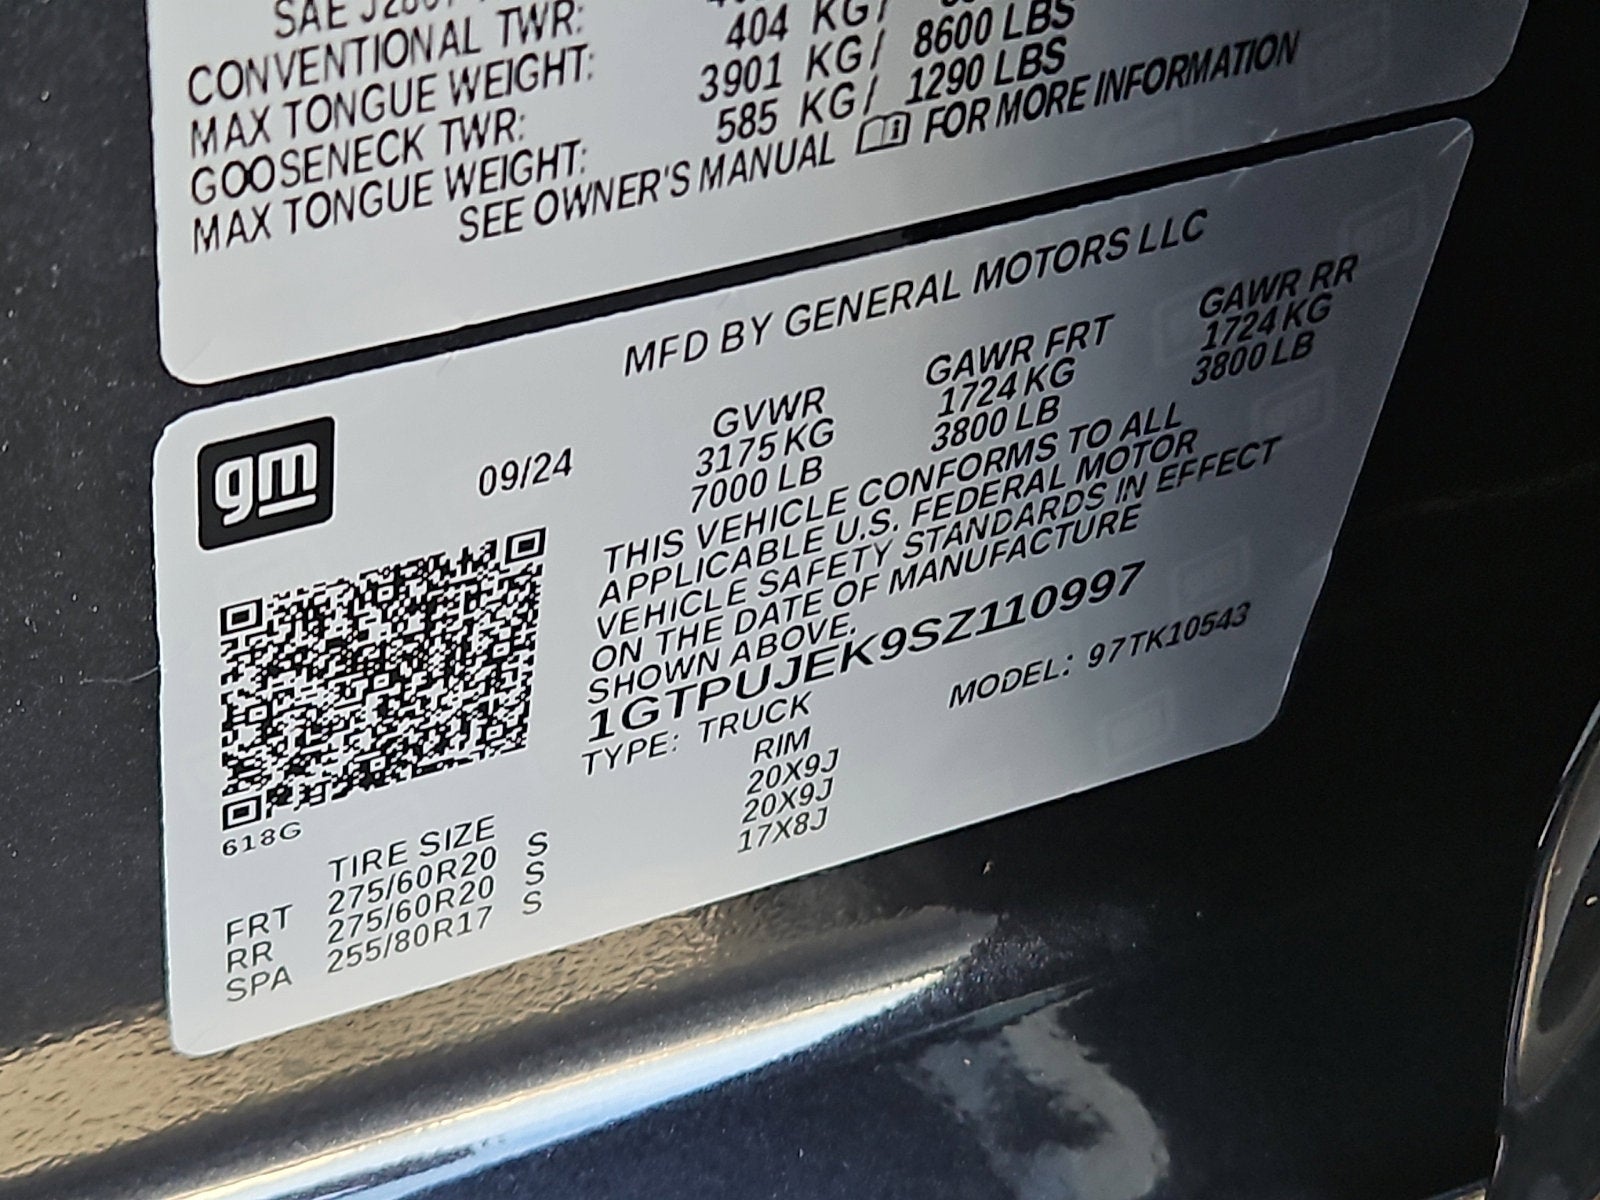 SAE
CONVENTIONAL TWR: 404 KG/
MAX TONGUE WEIGHT: 3901 KG/ 8600 LBS
GOOSENECK TWR: 585 KG/ 1290 LBS
MAX TONGUE WEIGHT:
SEE OWNER'S MANUAL FOR MORE INFORMATION
MFD BY GENERAL MOTORS LLC
gm
09/24
GVWR GAWR FRT GAWR RR
3175 KG 1724 KG 1724 KG
7000 LB 3800 LB 3800 LB
THIS VEHICLE CONFORMS TO ALL
APPLICABLE U.S. FEDERAL MOTOR
VEHICLE SAFETY STANDARDS IN EFFECT
ON THE DATE OF MANUFACTURE
SHOWN ABOVE.
1GTPUJEK9SZ110997
TYPE: TRUCK MODEL: 97TK10543
618G
TIRE SIZE RIM
FRT 275/60R20 S 20X9J
RR 275/60R20 S 20X9J
SPA 255/80R17 S 17X8J